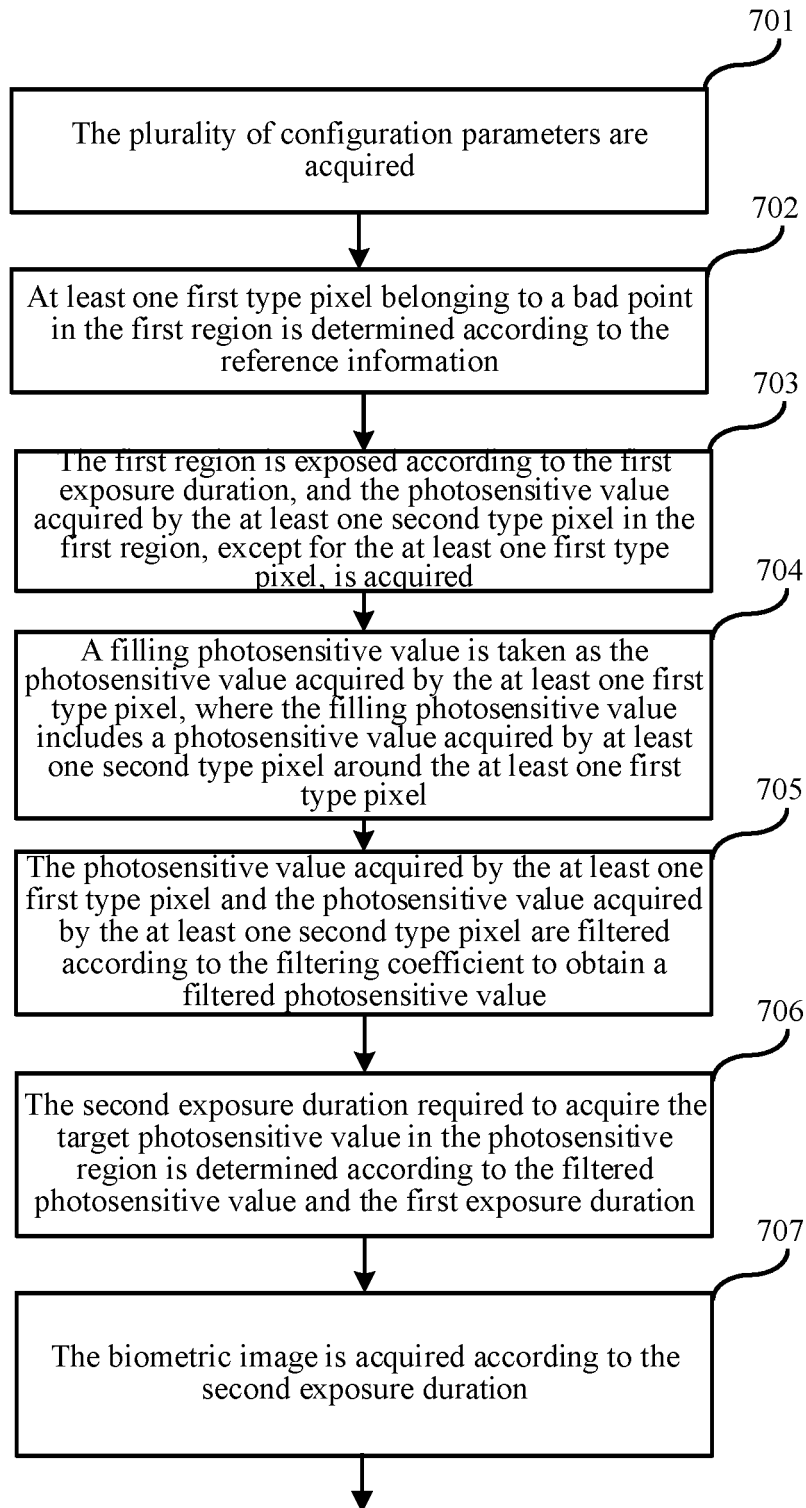 701
The plurality of configuration parameters are
acquired
702
At least one first type pixel belonging to a bad point
in the first region is determined according to the
reference information
703
The first region is exposed according to the first
exposure duration, and the photosensitive value
acquired by the at least one second type pixel in the
first region, except for the at least one first type
pixel, is acquired
704
A filling photosensitive value is taken as the
photosensitive value acquired by the at least one first
type pixel, where the filling photosensitive value
includes a photosensitive value acquired by at least
one second type pixel around the at least one first
type pixel
705
The photosensitive value acquired by the at least one
first type pixel and the photosensitive value acquired
by the at least one second type pixel are filtered
according to the filtering coefficient to obtain a
filtered photosensitive value
706
The second exposure duration required to acquire the
target photosensitive value in the photosensitive
region is determined according to the filtered
photosensitive value and the first exposure duration
707
The biometric image is acquired according to the
second exposure duration